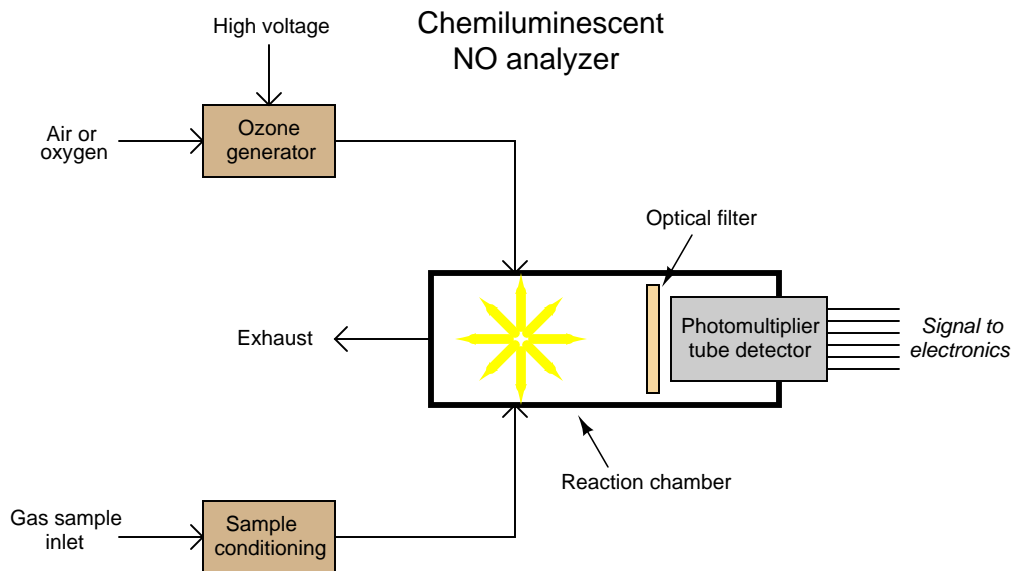 Chemiluminescent
NO analyzer
High voltage
Air or
oxygen
Ozone
generator
Optical filter
Exhaust
Photomultiplier
tube detector
Signal to
electronics
Reaction chamber
Gas sample
inlet
Sample
conditioning